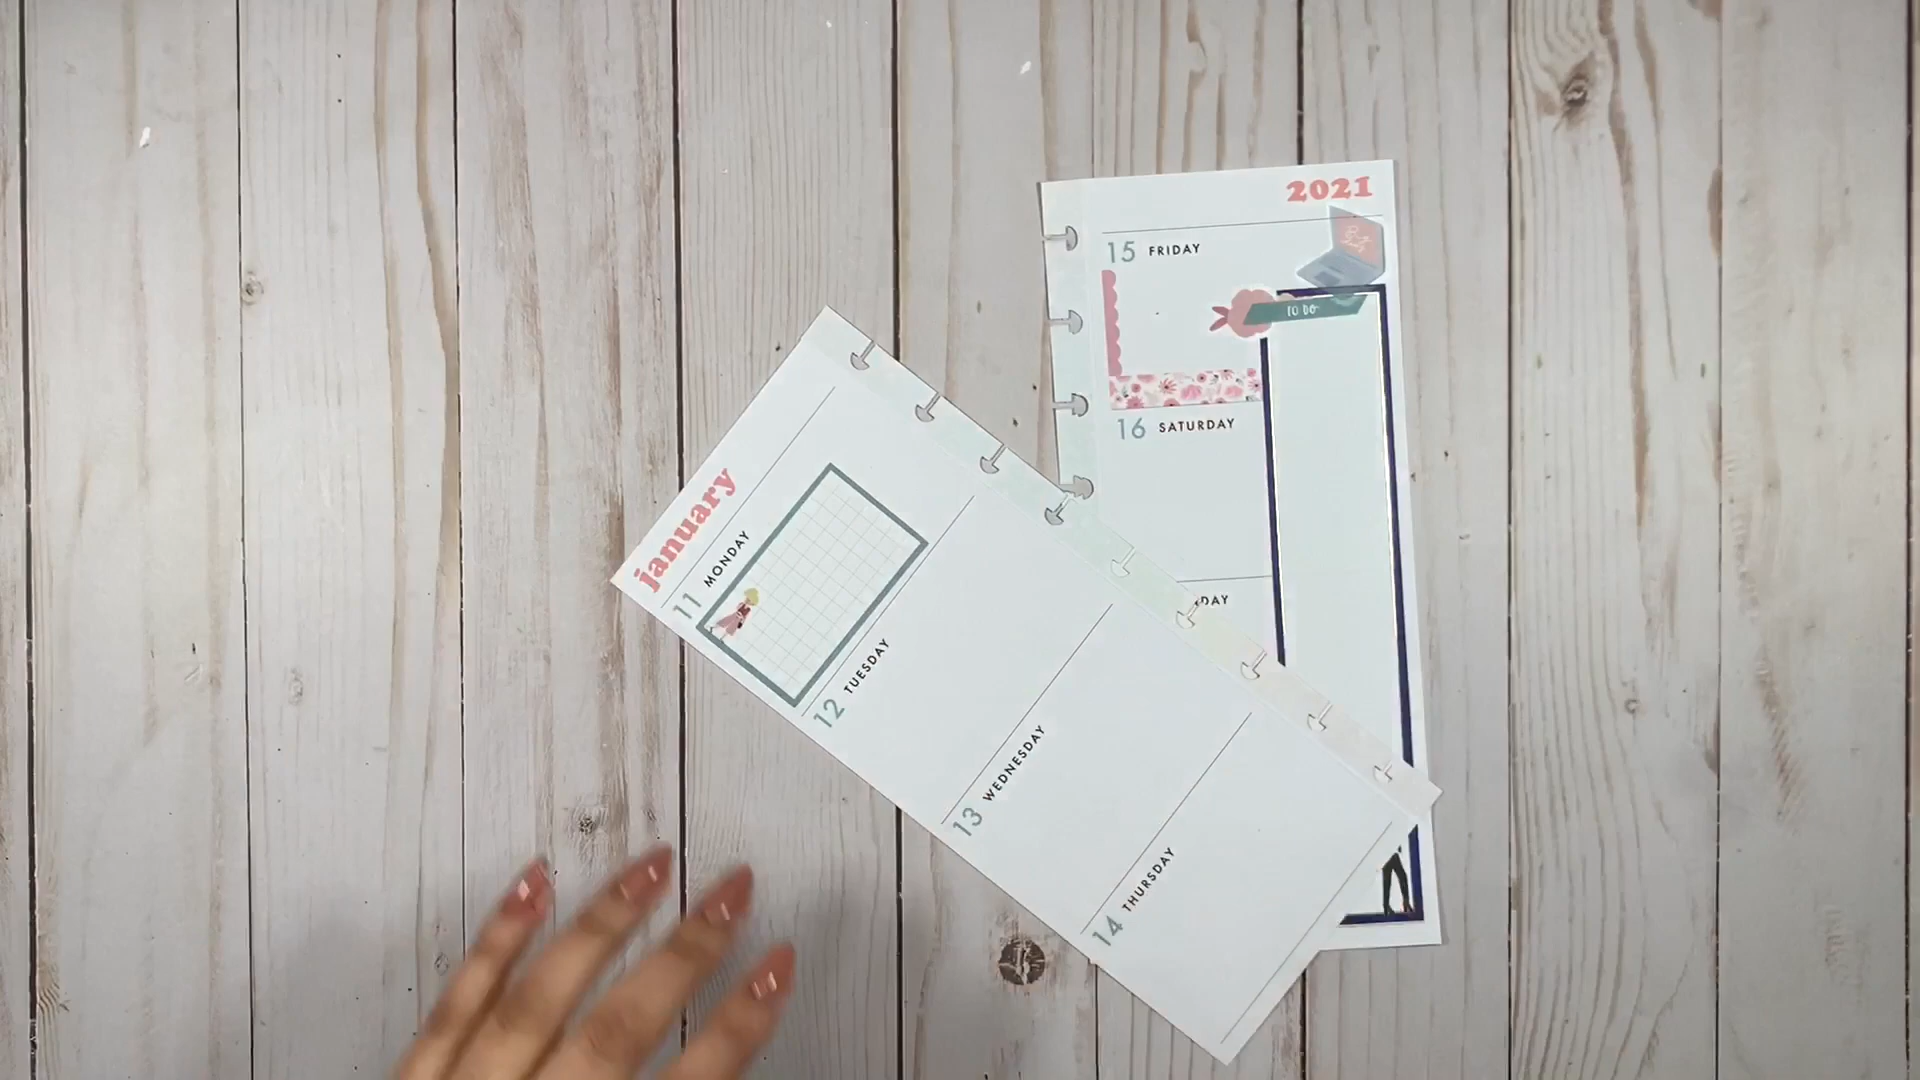 january
11 MONDAY
12 TUESDAY
13 WEDNESDAY
14 THURSDAY
2021
15 FRIDAY
TO DO
16 SATURDAY
DAY